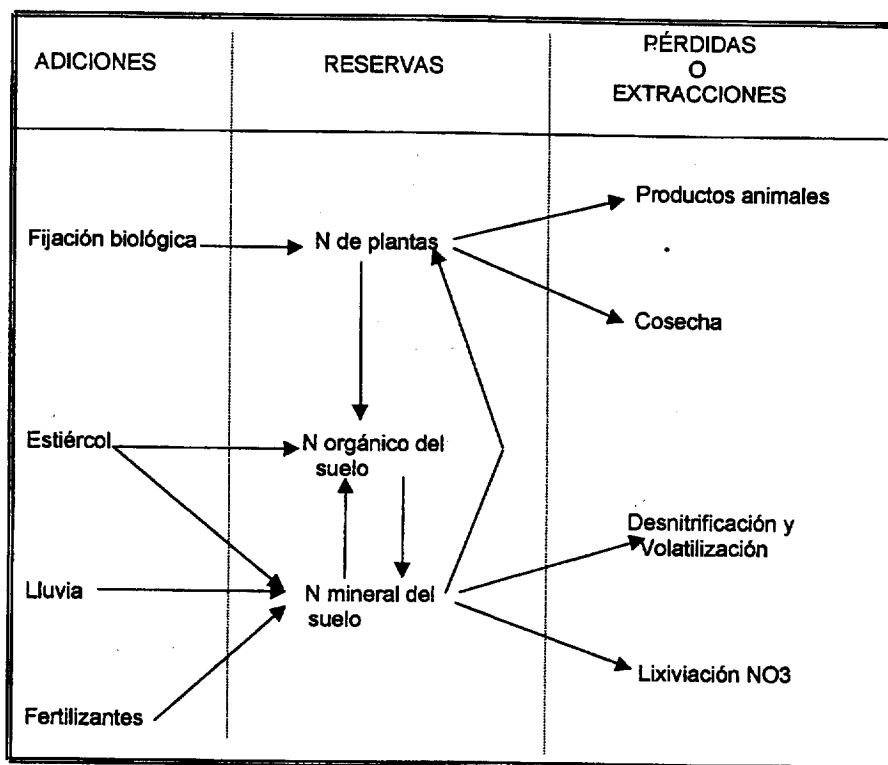 ADICIONES
RESERVAS
PÉRDIDAS
O
EXTRACCIONES
Productos animales
Fijación biológica
N de plantas
Cosecha
Estiércol
N orgánico del
suelo
Desnitrificación y
Volatilización
Lluvia
N mineral del
suelo
Lixiviación NO3
Fertilizantes